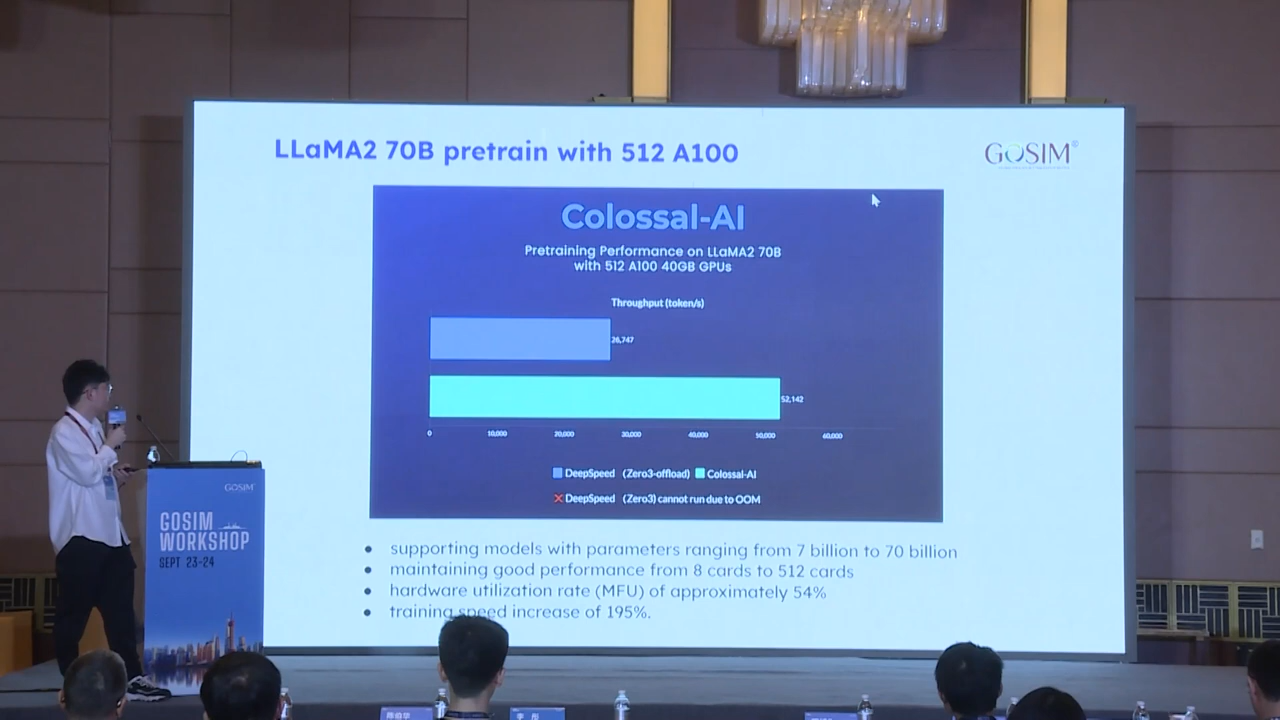 LLaMA2 70B pretrain with 512 A100
GOSIM
Colossal-AI
Pretraining Performance on LLaMA2 70B
with 512 A100 40GB GPUs
Throughput (token/s)
26,747
52,142
0 10,000 20,000 30,000 40,000 50,000 60,000
DeepSpeed (Zero3-offload) Colossal-AI
DeepSpeed (Zero3) cannot run due to OOM
• supporting models with parameters ranging from 7 billion to 70 billion
• maintaining good performance from 8 cards to 512 cards
• hardware utilization rate (MFU) of approximately 54%
• training speed increase of 195%.
GOSIM
GOSIM
WORKSHOP
SEPT 23-24